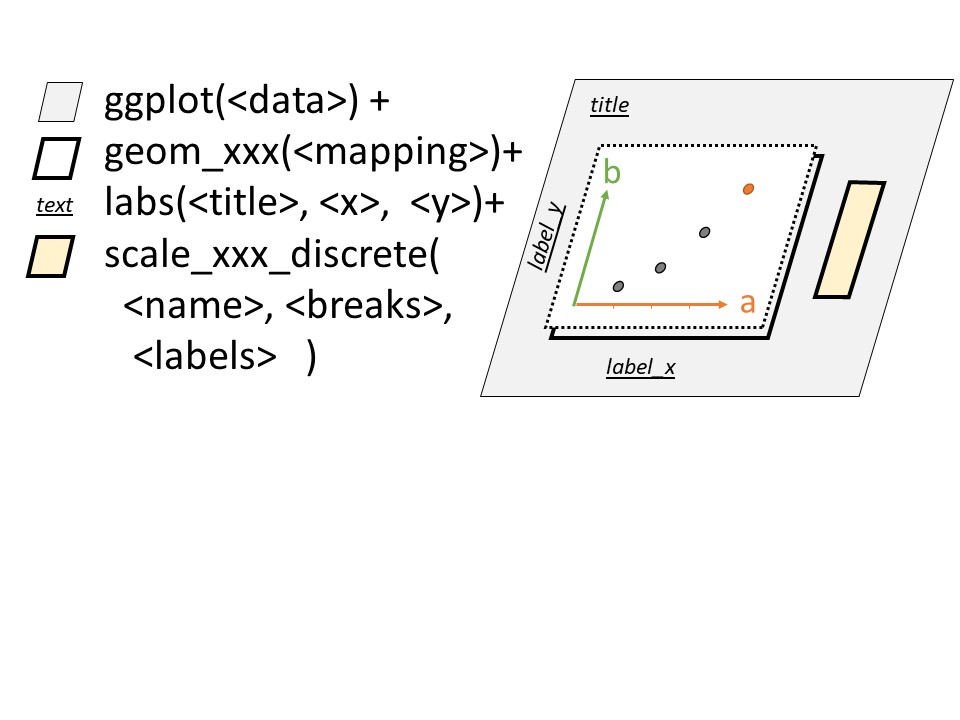 ggplot(<data>) +
geom_xxx(<mapping>)+
text
labs(<title>, <x>,  <y>)+
scale_xxx_discrete(
<name>, <breaks>,
<labels>   )
title
b
label_y
a
label_x